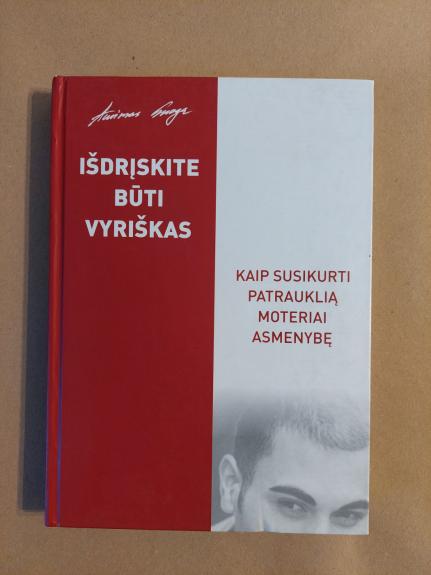 IŠDRĮSKITE
BŪTI
VYRIŠKAS
KAIP SUSIKURTI
PATRAUKLIĄ
MOTERIAI
ASMENYBĘ